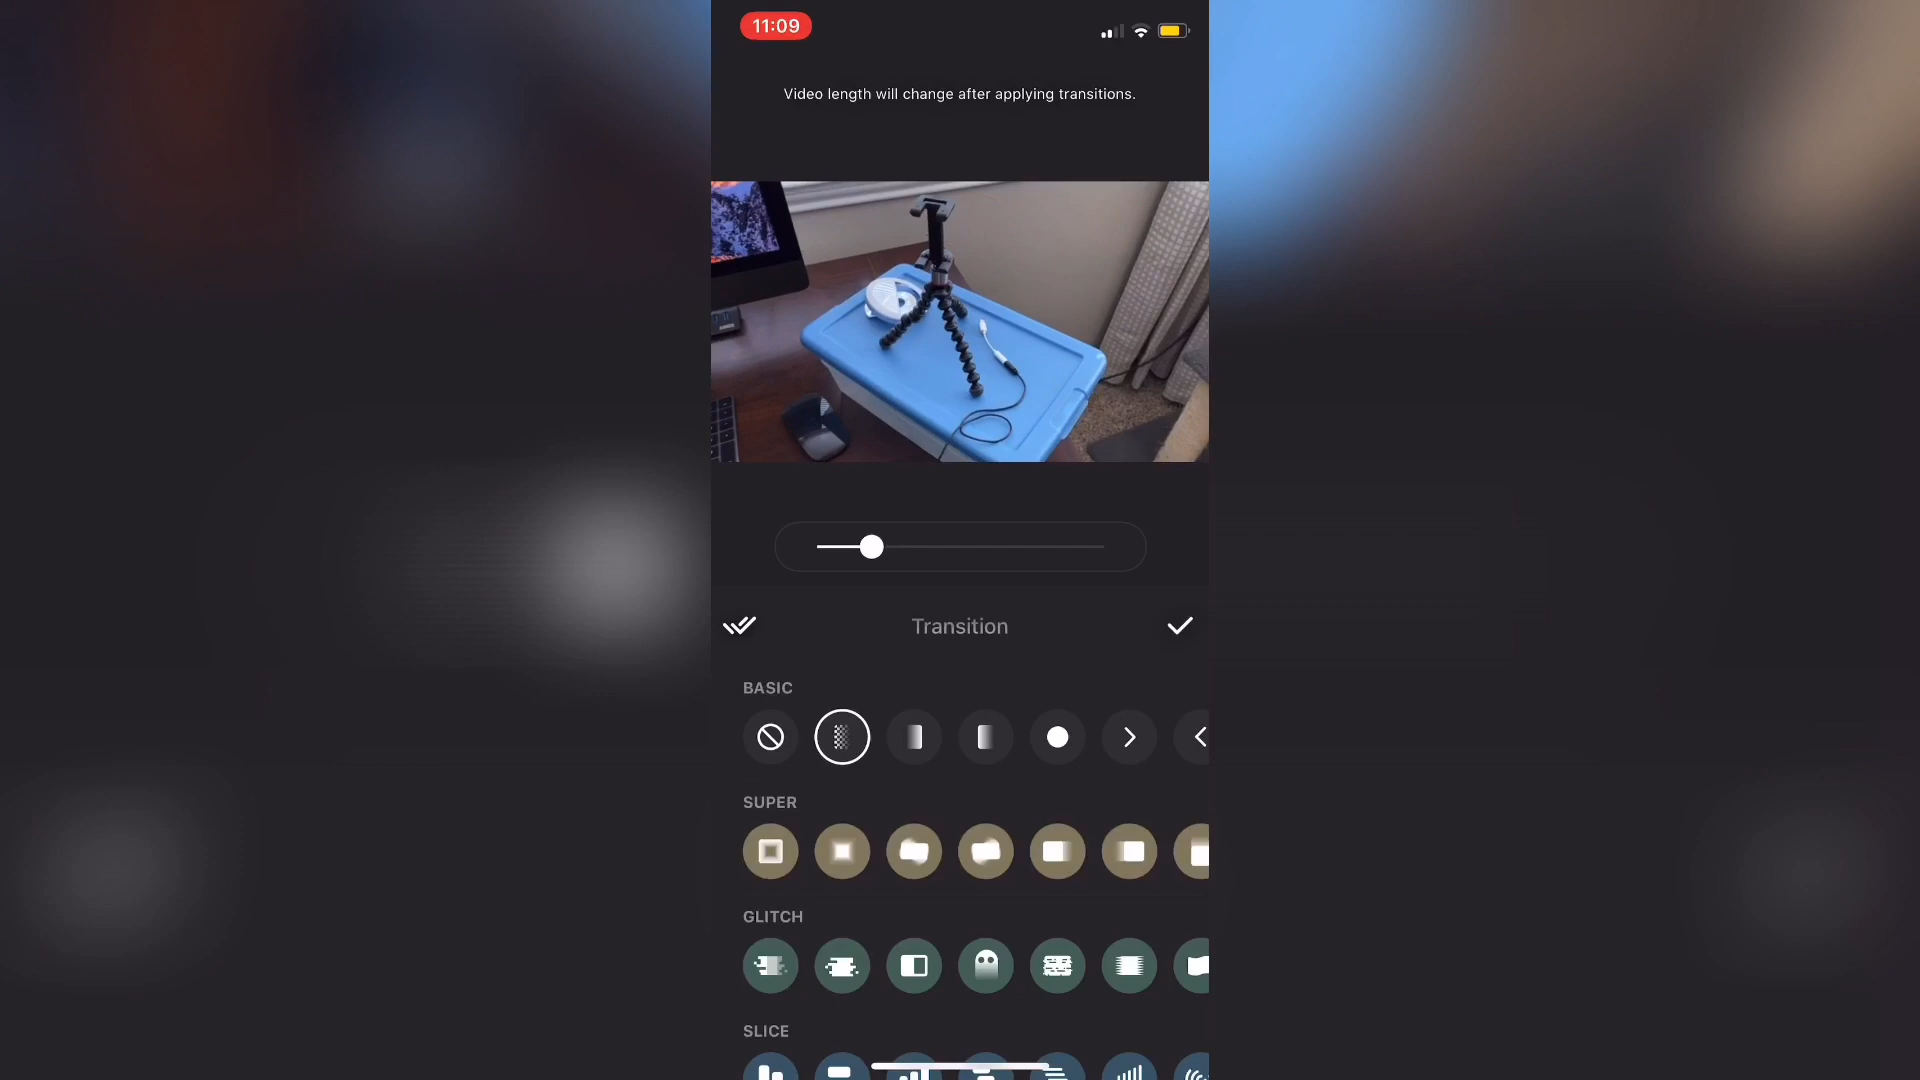 11:09
Video length will change after applying transitions.
Transition
BASIC
SUPER
GLITCH
SLICE